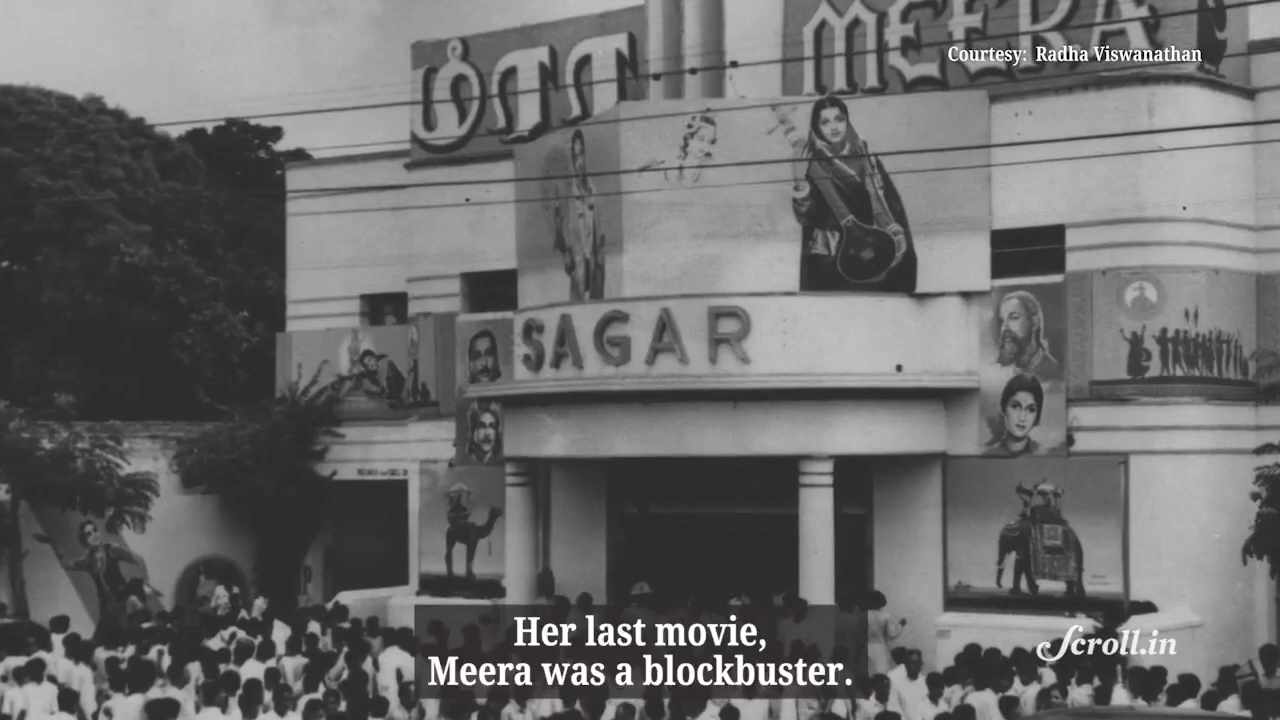 மீரா
MEERA
Courtesy: Radha Viswanathan
SAGAR
Her last movie,
Meera was a blockbuster.
Scroll.in